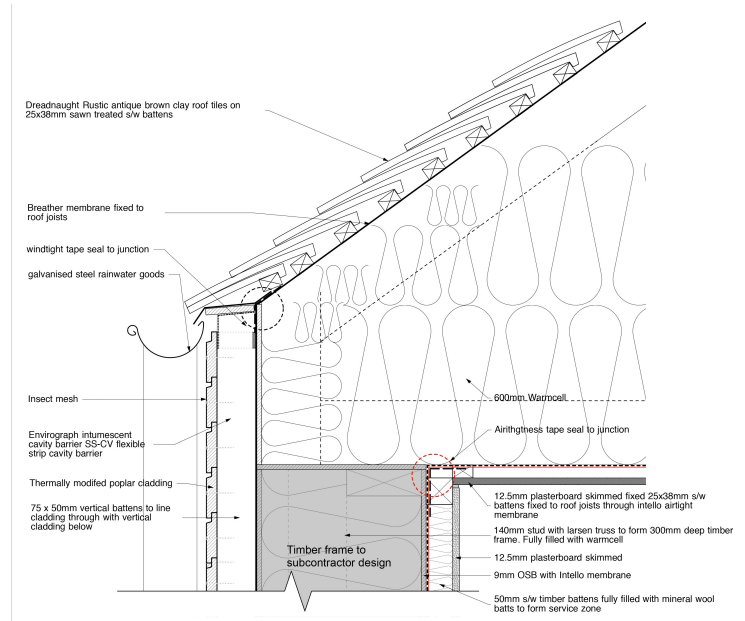 Dreadnaught Rustic antique brown clay roof tiles on
25x38mm sawn treated s/w battens
Breather membrane fixed to
roof joists
windtight tape seal to junction
galvanised steel rainwater goods
Insect mesh
Envirograph intumescent
cavity barrier SS-CV flexible
strip cavity barrier
Thermally modifed poplar cladding
75 x 50mm vertical battens to line
cladding through with vertical
cladding below
Timber frame to
subcontractor design
600mm Warmcell
Airithgtness tape seal to junction
12.5mm plasterboard skimmed fixed 25x38mm s/w
battens fixed to roof joists through intello airtight
membrane
140mm stud with larsen truss to form 300mm deep timber
frame. Fully filled with warmcell
12.5mm plasterboard skimmed
9mm OSB with Intello membrane
50mm s/w timber battens fully filled with mineral wool
batts to form service zone